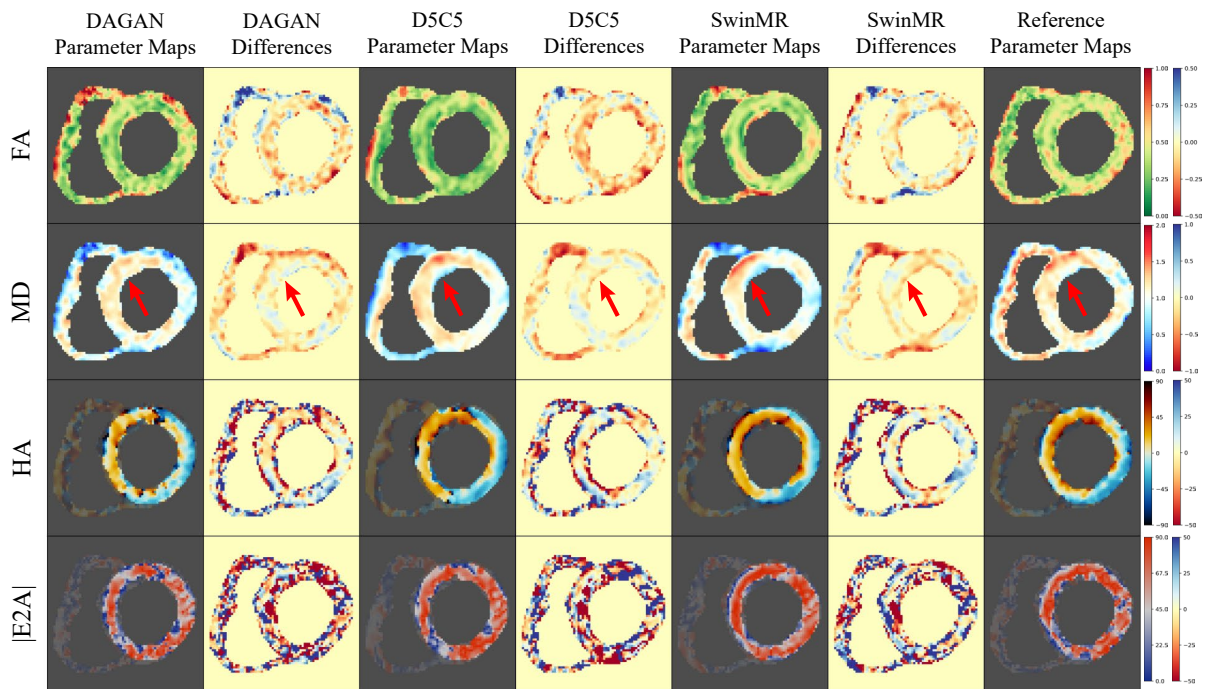 DAGAN
Parameter Maps
DAGAN
Differences
D5C5
Parameter Maps
D5C5
Differences
SwinMR
Parameter Maps
SwinMR
Differences
Reference
Parameter Maps
FA
1.00 0.50
0.75 0.25
0.50 0.00
0.25 −0.25
0.00 −0.50
MD
2.0 1.0
1.5 0.5
1.0 0.0
0.5 −0.5
0.0 −1.0
HA
90 50
45 25
0 0
−45 −25
−90 −50
|E2A|
90.0 50
67.5 25
45.0 0
22.5 −25
0.0 −50